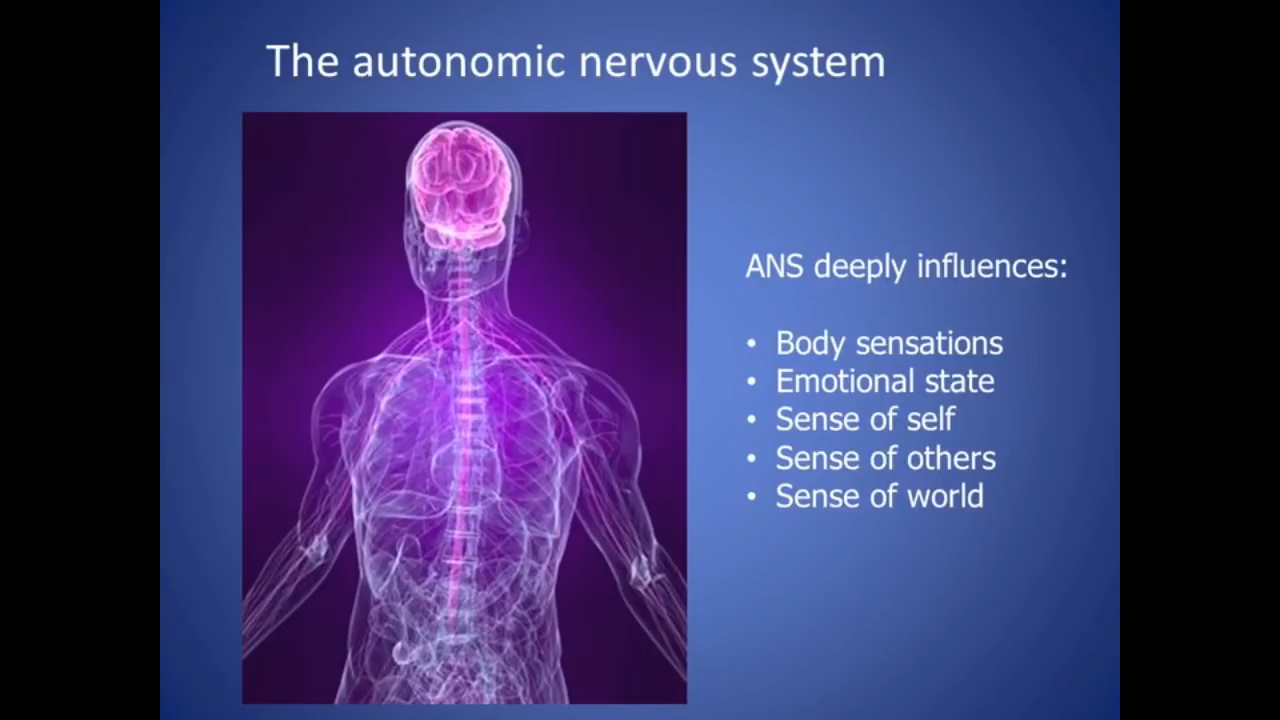 The autonomic nervous system
ANS deeply influences:
• Body sensations
• Emotional state
• Sense of self
• Sense of others
• Sense of world